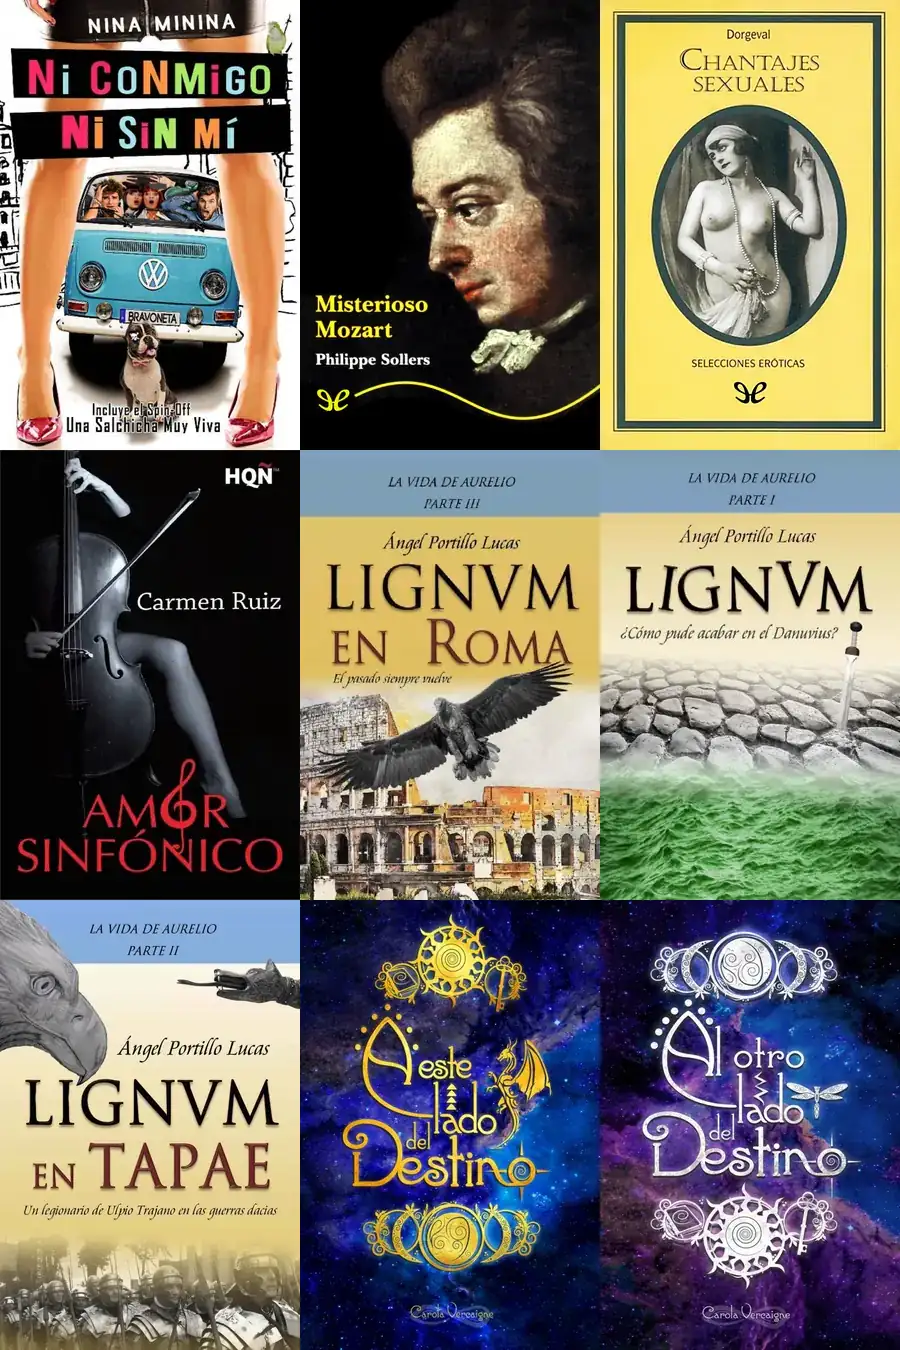 NINA MININA
Ni CoNMiGO
Ni SiN Mí
BRAVONETA
Incluye el Spin-Off
Una Salchicha Muy Viva
Misterioso
Mozart
Philippe Sollers
Dorgeval
CHANTAJES
SEXUALES
SELECCIONES ERÓTICAS
HQÑ
Carmen Ruiz
AMOR
SINFÓNICO
LA VIDA DE AURELIO
PARTE III
Ángel Portillo Lucas
LIGNVM
EN ROMA
El pasado siempre vuelve
LA VIDA DE AURELIO
PARTE I
Ángel Portillo Lucas
LIGNVM
¿Cómo pude acabar en el Danuvius?
LA VIDA DE AURELIO
PARTE II
Ángel Portillo Lucas
LIGNVM
EN TAPAE
Un legionario de Ulpio Trajano en las guerras dacias
A este
lado
del
Destino
Carola Vercaigne
Al otro
lado
del
Destino
Carola Vercaigne